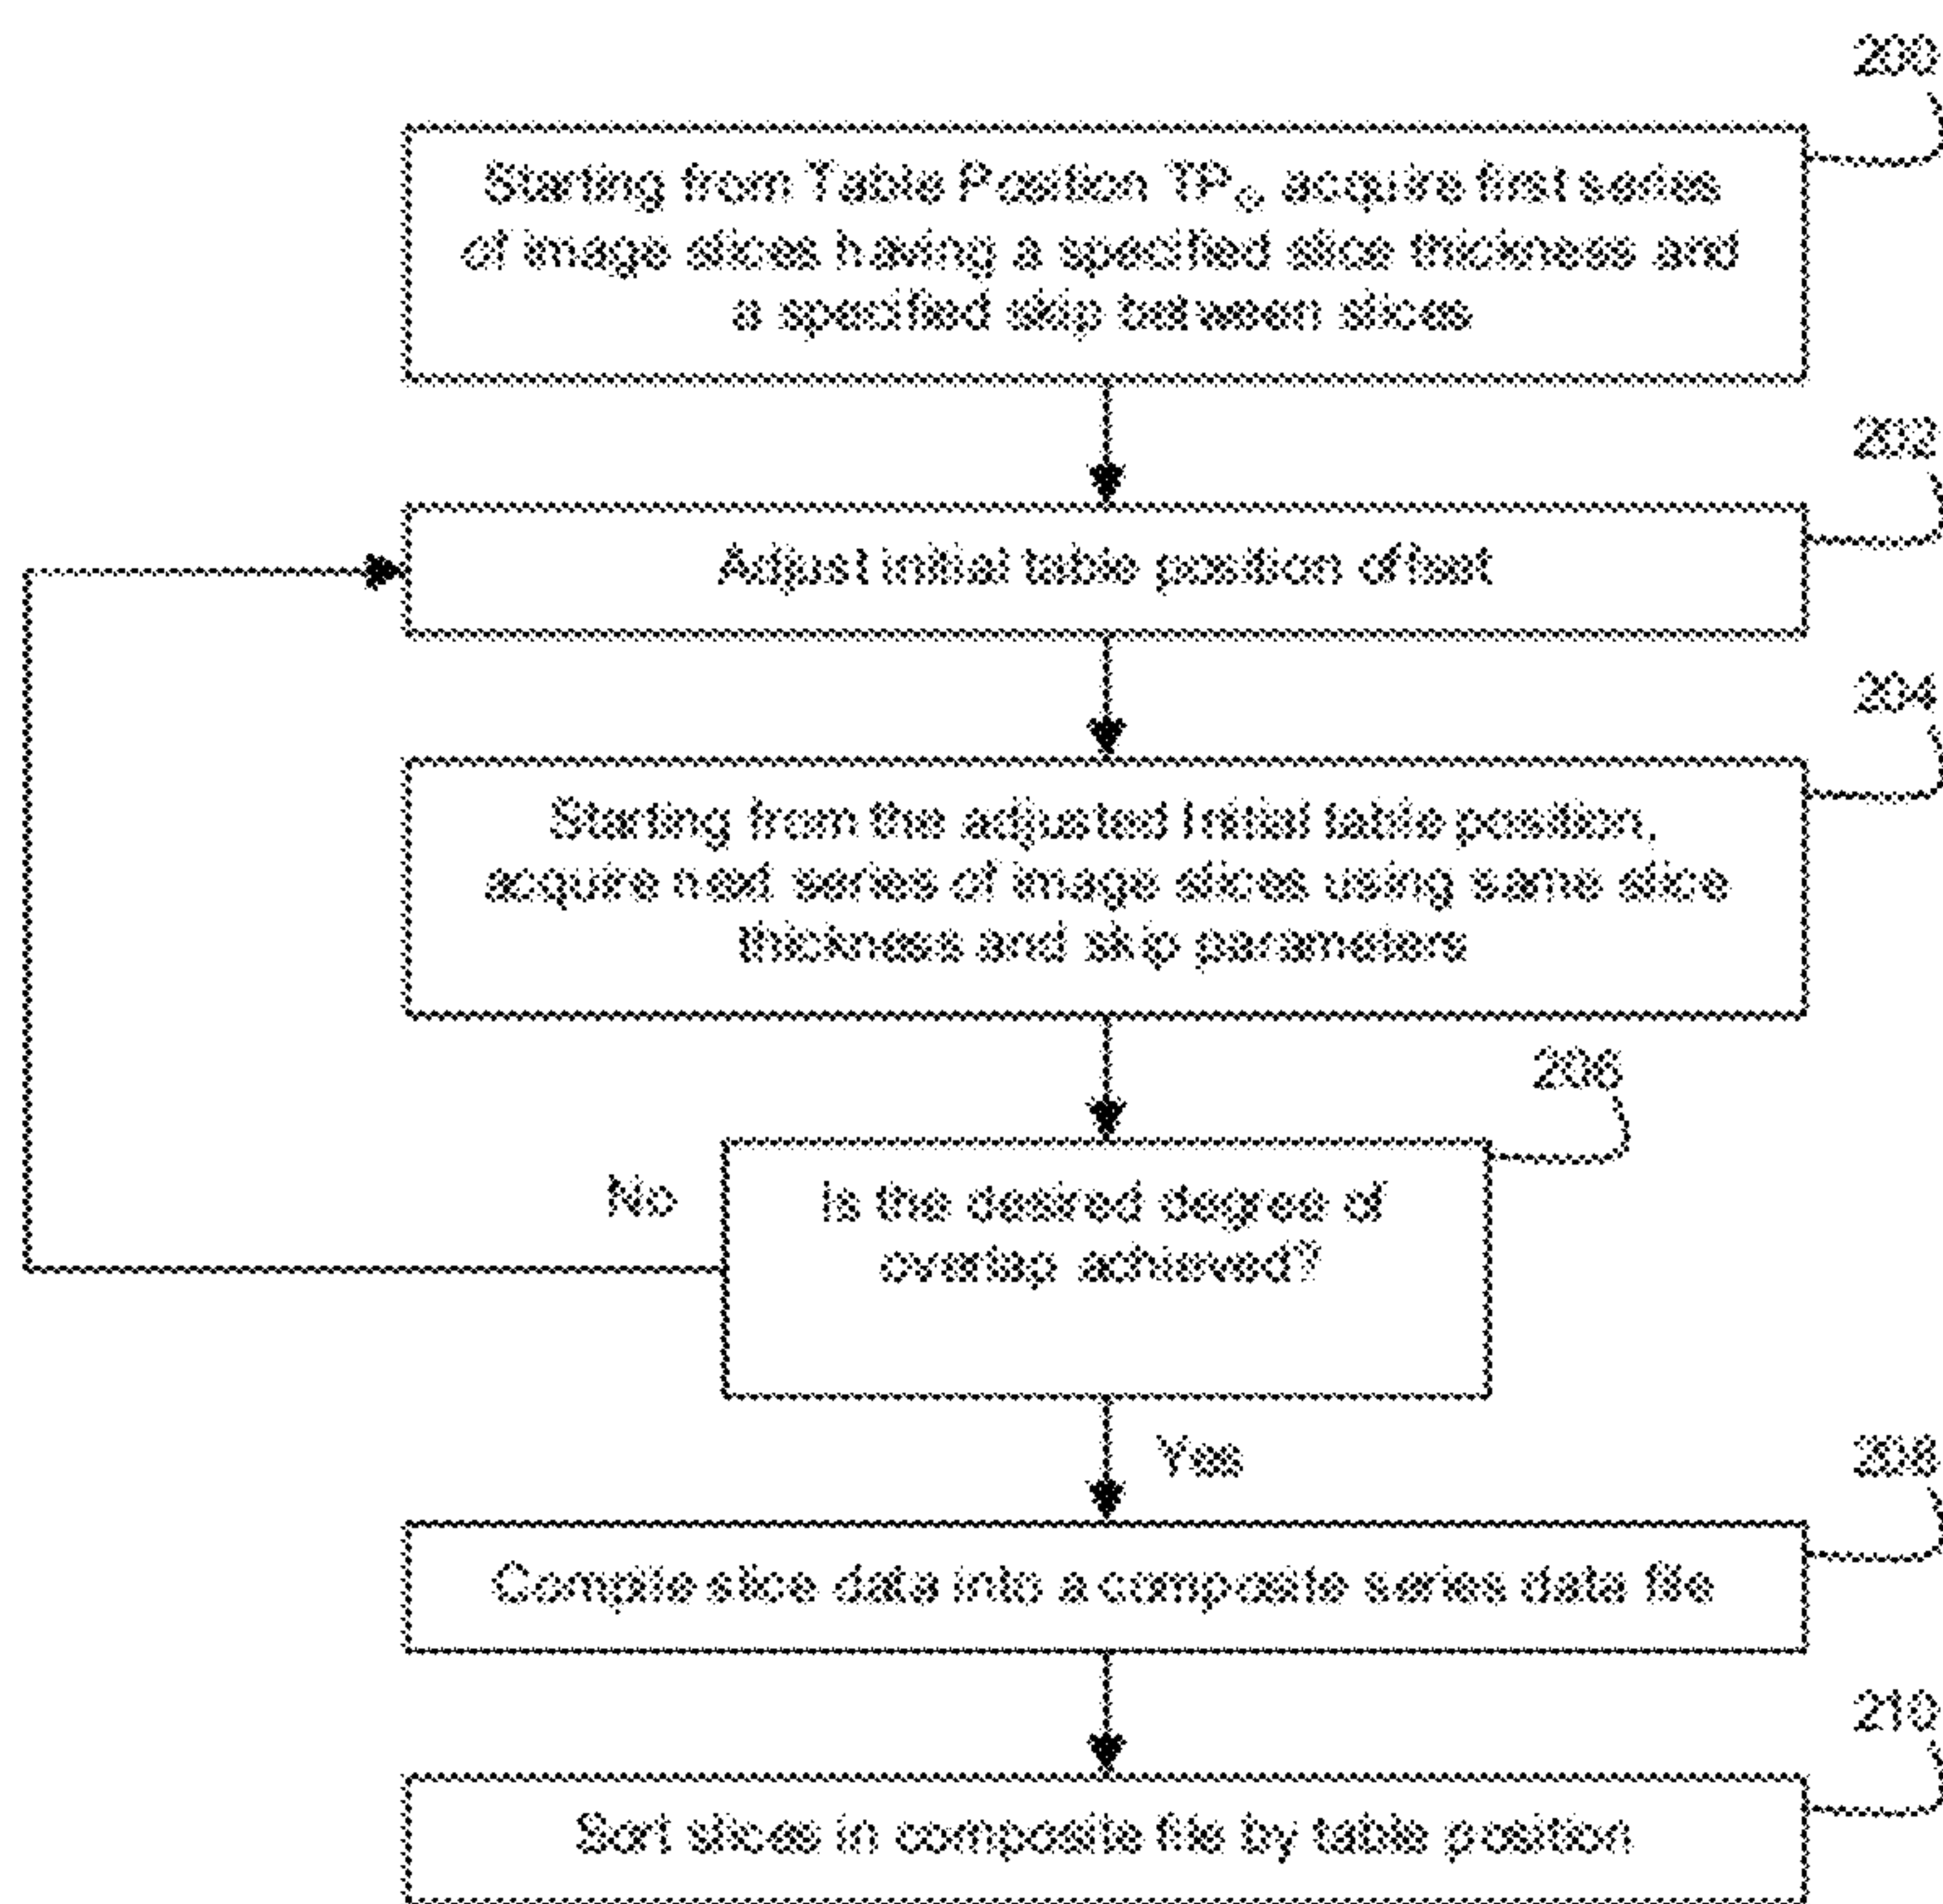 200
Starting from Table Position TP₀, acquire first series
of image slices having a specified slice thickness and
a specified skip between slices
202
Adjust initial table position offset
204
Starting from the adjusted initial table position,
acquire next series of image slices using same slice
thickness and skip parameters
206
No
Is the desired degree of
overlap achieved?
Yes
208
Compile slice data into a composite series data file
210
Sort slices in composite file by table position